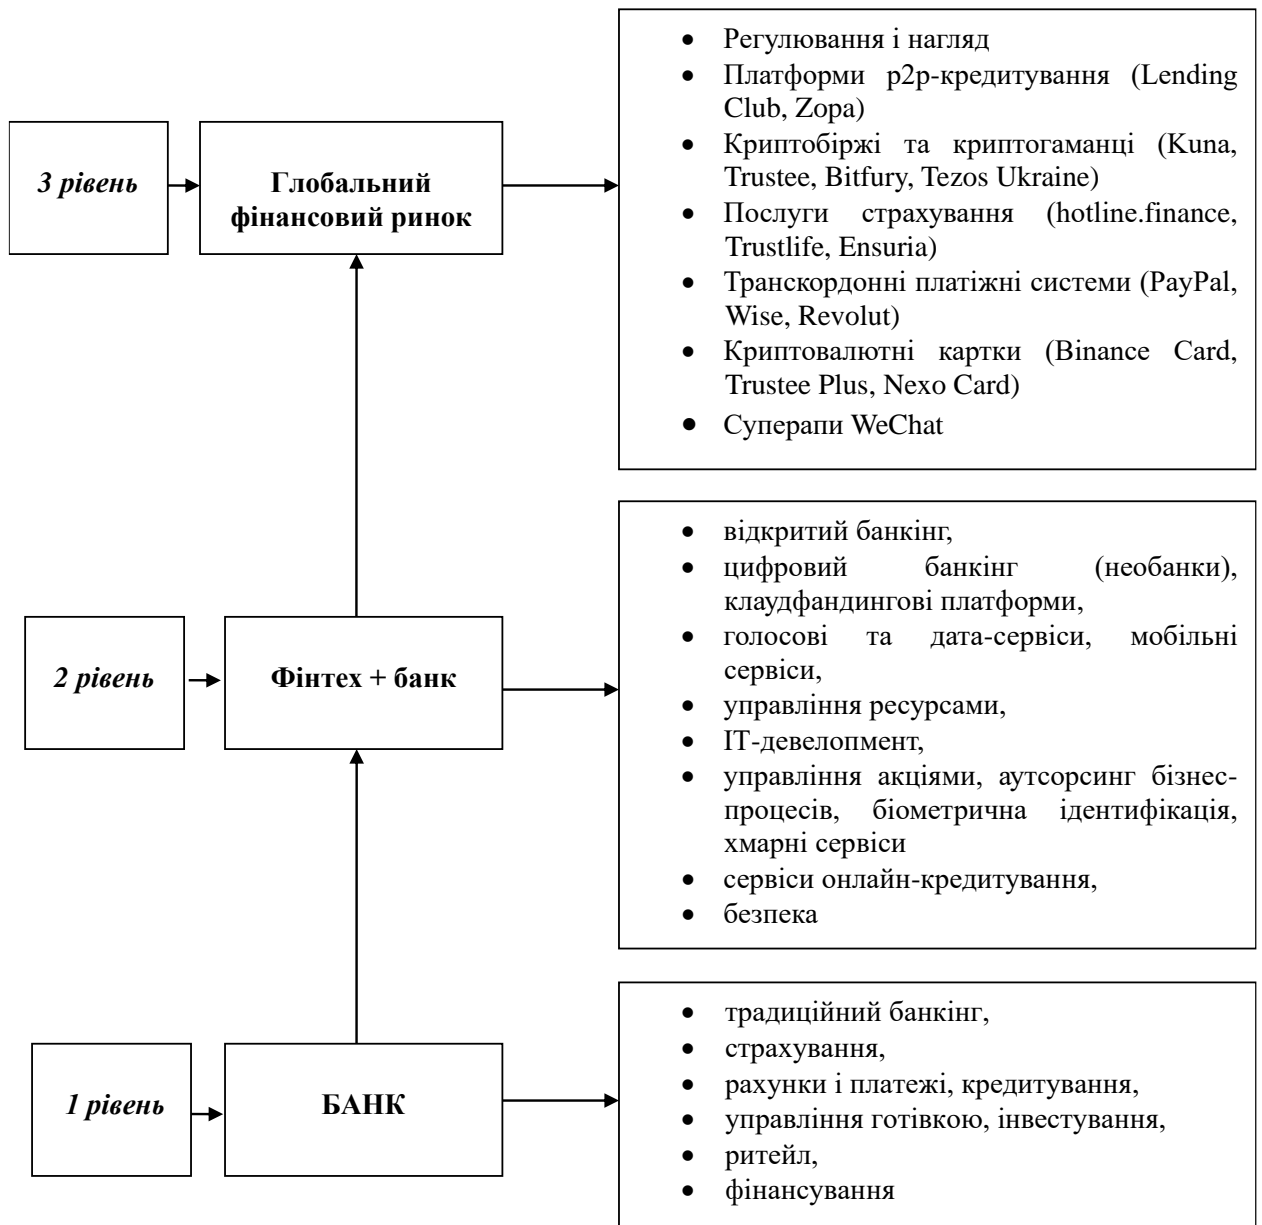 • Регулювання і нагляд
• Платформи p2p-кредитування (Lending
Club, Zopa)
• Криптобіржі та криптогаманці (Kuna,
Trustee, Bitfury, Tezos Ukraine)
• Послуги страхування (hotline.finance,
Trustlife, Ensuria)
• Транскордонні платіжні системи (PayPal,
Wise, Revolut)
• Криптовалютні картки (Binance Card,
Trustee Plus, Nexo Card)
• Суперапи WeChat
3 рівень
Глобальний
фінансовий ринок
• відкритий банкінг,
• цифровий банкінг (необанки),
клаудфандингові платформи,
• голосові та дата-сервіси, мобільні
сервіси,
• управління ресурсами,
• ІТ-девелопмент,
• управління акціями, аутсорсинг бізнес-
процесів, біометрична ідентифікація,
хмарні сервіси
• сервіси онлайн-кредитування,
• безпека
2 рівень
Фінтех + банк
• традиційний банкінг,
• страхування,
• рахунки і платежі, кредитування,
• управління готівкою, інвестування,
• ритейл,
• фінансування
1 рівень
БАНК